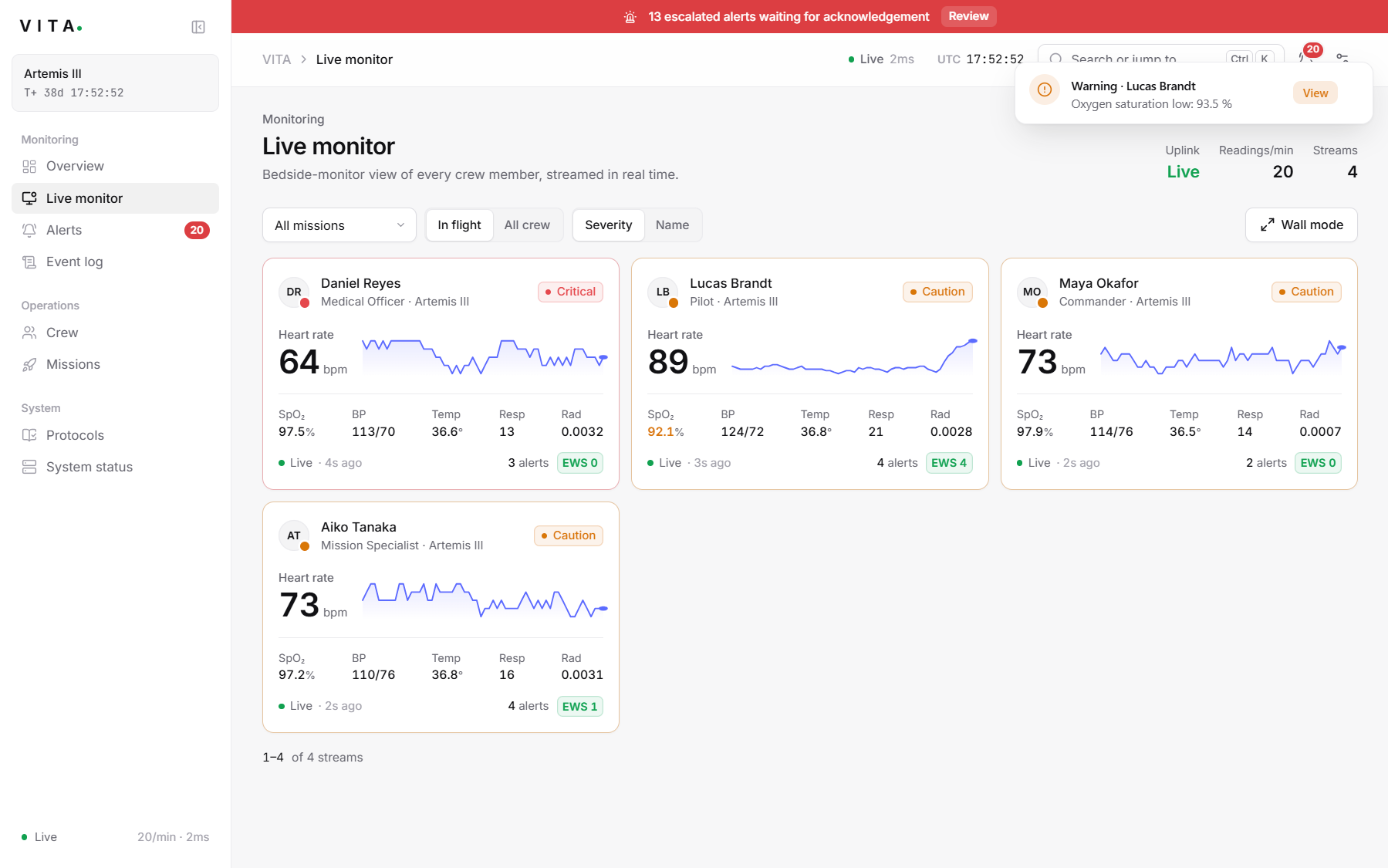 VITA.
Artemis III
T+ 38d 17:52:52
Monitoring
Overview
Live monitor
Alerts 20
Event log
Operations
Crew
Missions
System
Protocols
System status
Live 20/min · 2ms
13 escalated alerts waiting for acknowledgement Review
VITA > Live monitor
Live 2ms UTC 17:52:52 Search or jump to Ctrl K 20
Warning · Lucas Brandt
Oxygen saturation low: 93.5 %
View
Monitoring
Live monitor
Bedside-monitor view of every crew member, streamed in real time.
Uplink Readings/min Streams
Live 20 4
All missions In flight All crew Severity Name Wall mode
DR Daniel Reyes
Medical Officer · Artemis III
Critical
Heart rate
64 bpm
SpO₂ BP Temp Resp Rad
97.5% 113/70 36.6° 13 0.0032
Live · 4s ago 3 alerts EWS 0
LB Lucas Brandt
Pilot · Artemis III
Caution
Heart rate
89 bpm
SpO₂ BP Temp Resp Rad
92.1% 124/72 36.8° 21 0.0028
Live · 3s ago 4 alerts EWS 4
MO Maya Okafor
Commander · Artemis III
Caution
Heart rate
73 bpm
SpO₂ BP Temp Resp Rad
97.9% 114/76 36.5° 14 0.0007
Live · 2s ago 2 alerts EWS 0
AT Aiko Tanaka
Mission Specialist · Artemis III
Caution
Heart rate
73 bpm
SpO₂ BP Temp Resp Rad
97.2% 110/76 36.8° 16 0.0031
Live · 2s ago 4 alerts EWS 1
1–4 of 4 streams